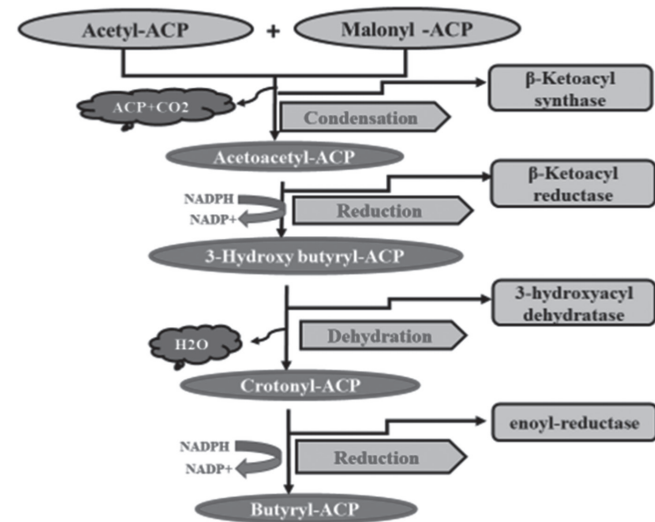 Acetyl-ACP + Malonyl -ACP
ACP+CO2
β-Ketoacyl
synthase
Condensation
Acetoacetyl-ACP
β-Ketoacyl
reductase
NADPH
NADP+
Reduction
3-Hydroxy butyryl-ACP
3-hydroxyacyl
dehydratase
H2O
Dehydration
Crotonyl-ACP
enoyl-reductase
NADPH
NADP+
Reduction
Butyryl-ACP